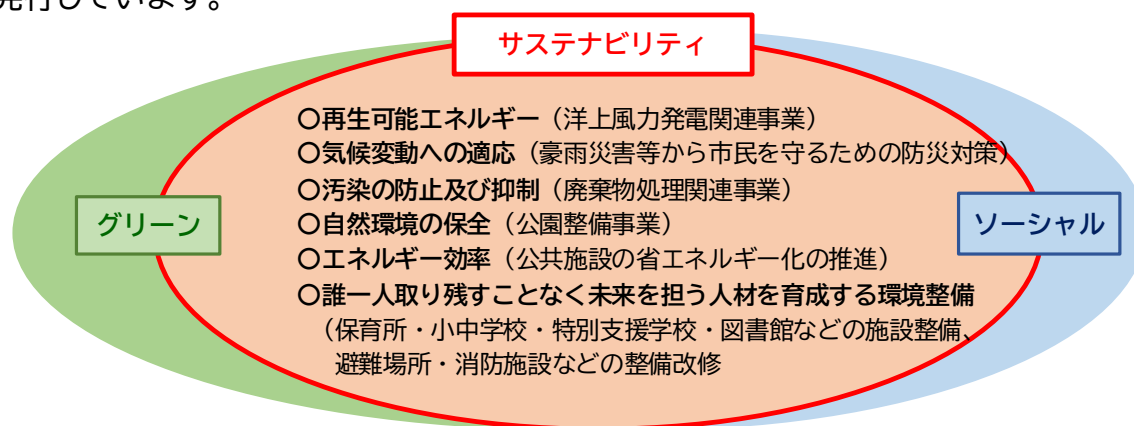 発行しています。
サステナビリティ
〇再生可能エネルギー（洋上風力発電関連事業）
〇気候変動への適応（豪雨災害等から市民を守るための防災対策）
〇汚染の防止及び抑制（廃棄物処理関連事業）
グリーン
〇自然環境の保全（公園整備事業）
ソーシャル
〇エネルギー効率（公共施設の省エネルギー化の推進）
〇誰一人取り残すことなく未来を担う人材を育成する環境整備
（保育所・小中学校・特別支援学校・図書館などの施設整備、
避難場所・消防施設などの整備改修